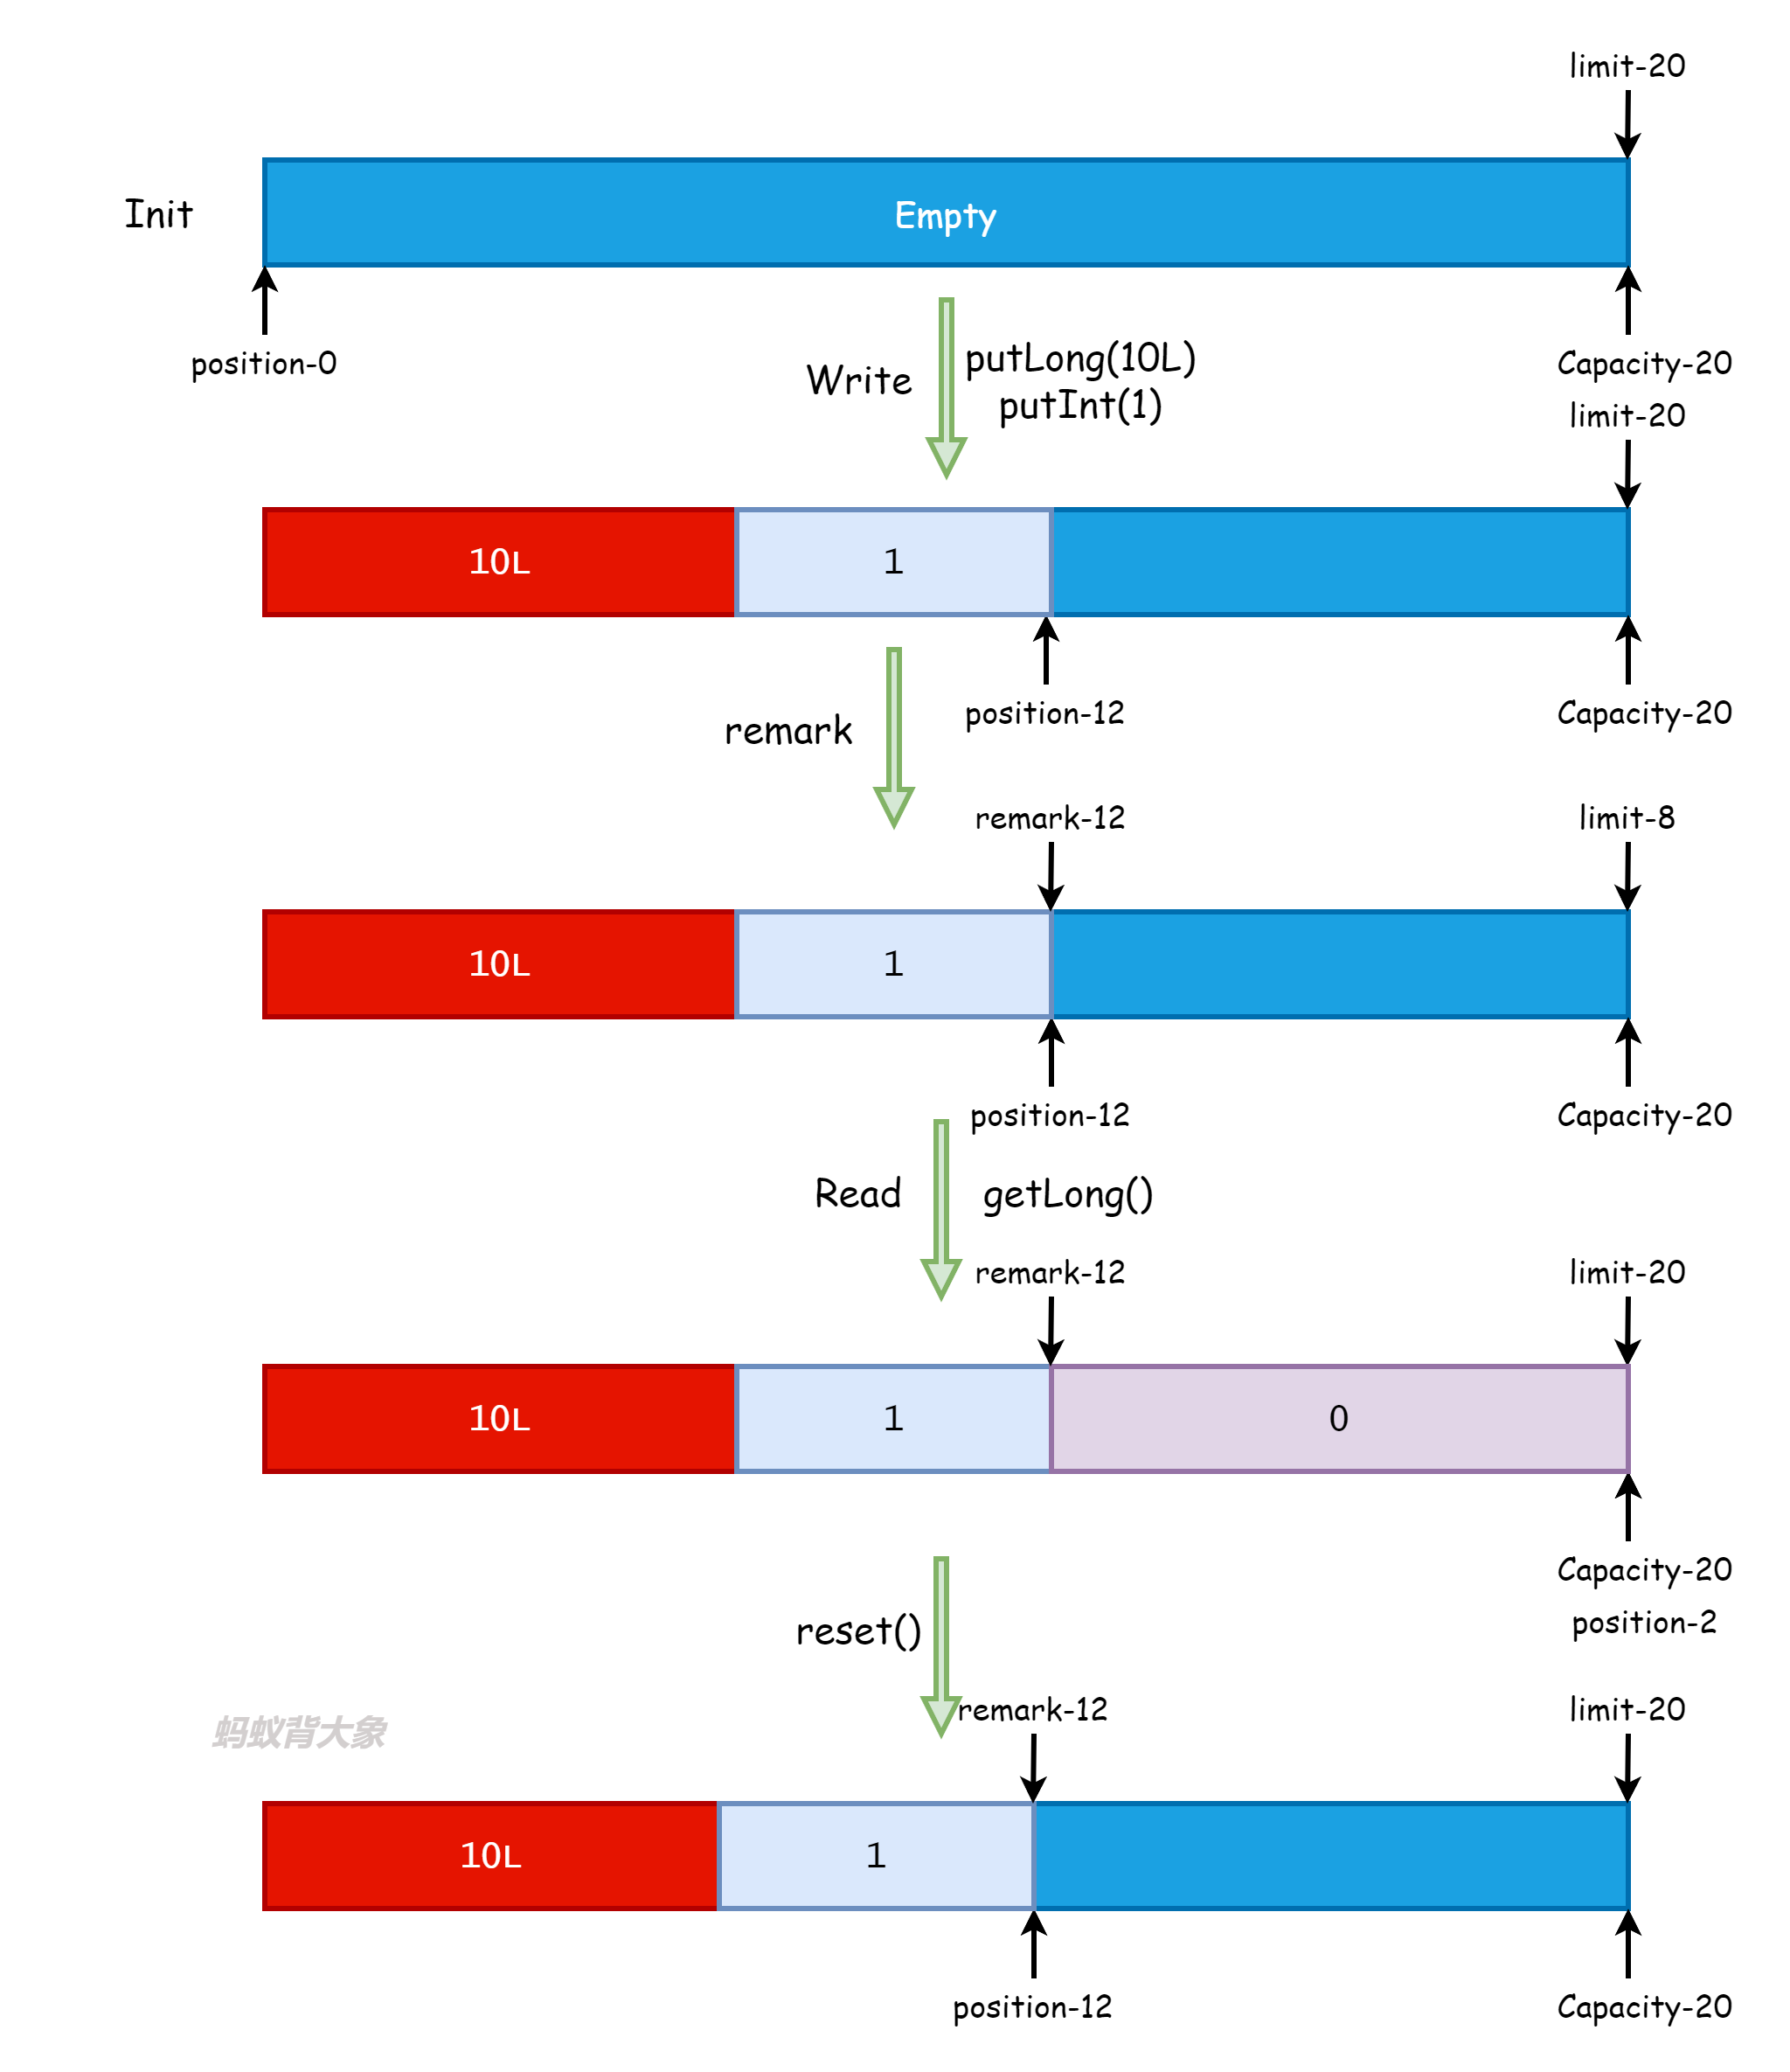 limit-20
Init
Empty
position-0
Capacity-20
Write
putLong(10L)
putInt(1)
limit-20
10L
1
position-12
Capacity-20
remark
remark-12
limit-8
10L
1
position-12
Capacity-20
Read
getLong()
remark-12
limit-20
10L
1
0
Capacity-20
position-2
reset()
remark-12
limit-20
蚂蚁背大象
10L
1
position-12
Capacity-20